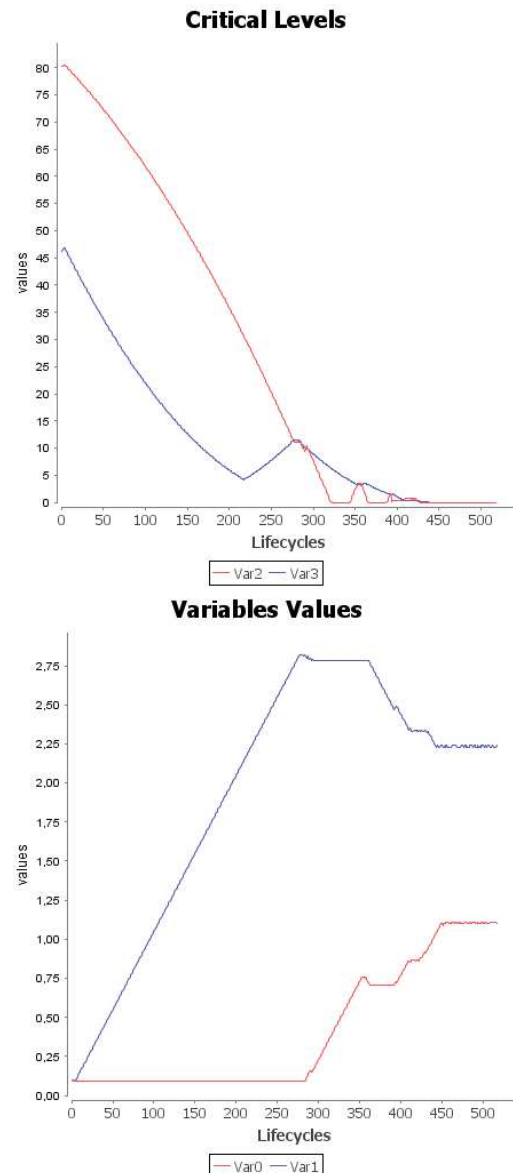 Critical Levels
80
75
70
65
60
55
50
45
40
35
30
25
20
15
10
5
0
values
0 50 100 150 200 250 300 350 400 450 500
Lifecycles
Var2 Var3
Variables Values
2,75
2,50
2,25
2,00
1,75
1,50
1,25
1,00
0,75
0,50
0,25
0,00
values
0 50 100 150 200 250 300 350 400 450 500
Lifecycles
Var0 Var1